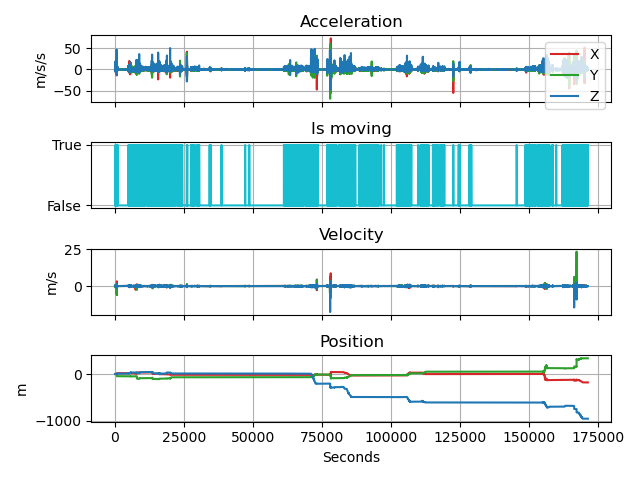 Acceleration
m/s/s
50
0
−50
X
Y
Z
Is moving
True
False
Velocity
m/s
25
0
Position
m
0
−1000
0 25000 50000 75000 100000 125000 150000 175000
Seconds